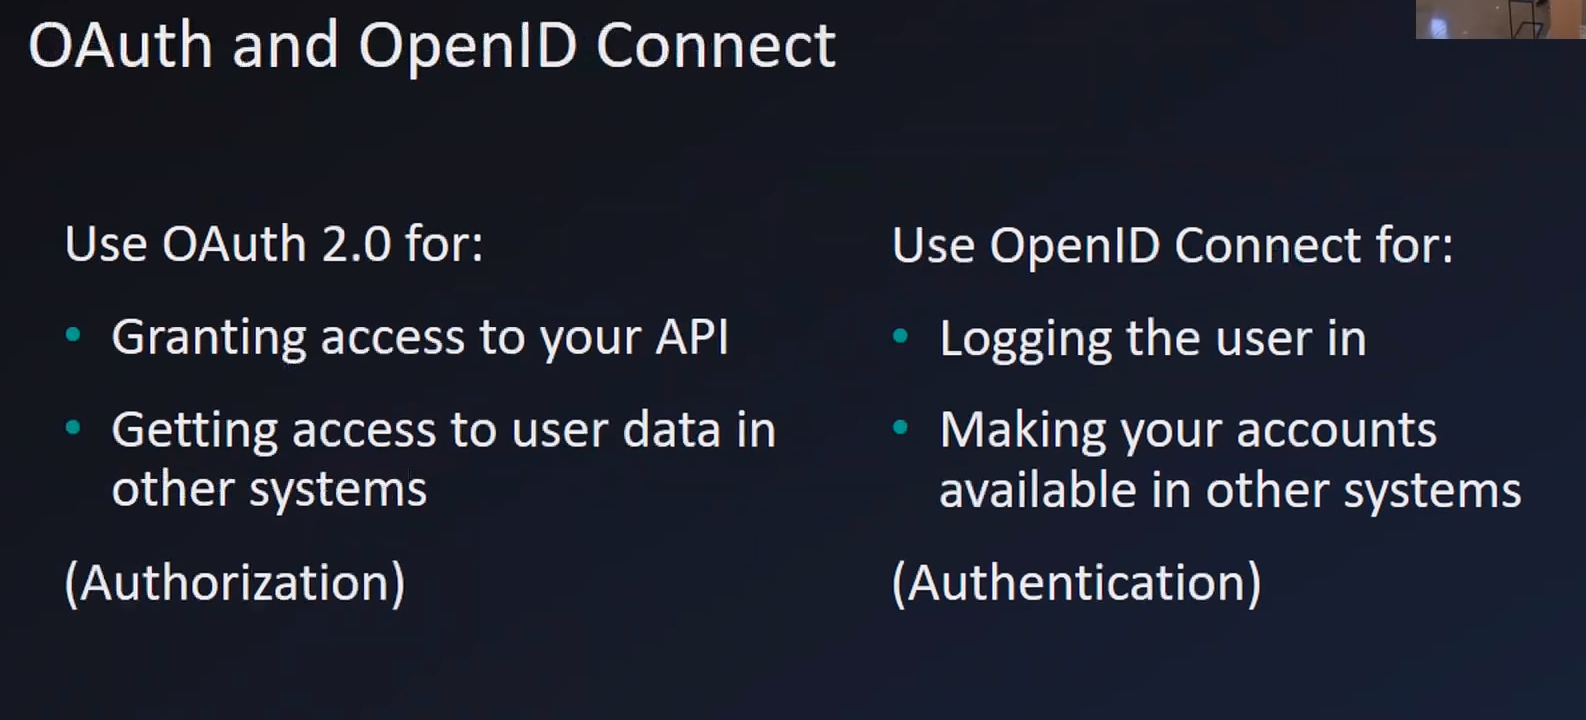 OAuth and OpenID Connect
Use OAuth 2.0 for:
• Granting access to your API
• Getting access to user data in
other systems
(Authorization)
Use OpenID Connect for:
• Logging the user in
• Making your accounts
available in other systems
(Authentication)